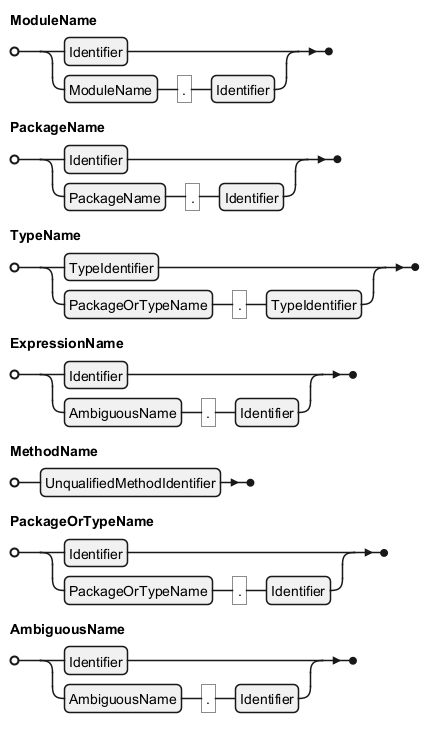 ModuleName
Identifier
ModuleName . Identifier
PackageName
Identifier
PackageName . Identifier
TypeName
TypeIdentifier
PackageOrTypeName . TypeIdentifier
ExpressionName
Identifier
AmbiguousName . Identifier
MethodName
UnqualifiedMethodIdentifier
PackageOrTypeName
Identifier
PackageOrTypeName . Identifier
AmbiguousName
Identifier
AmbiguousName . Identifier